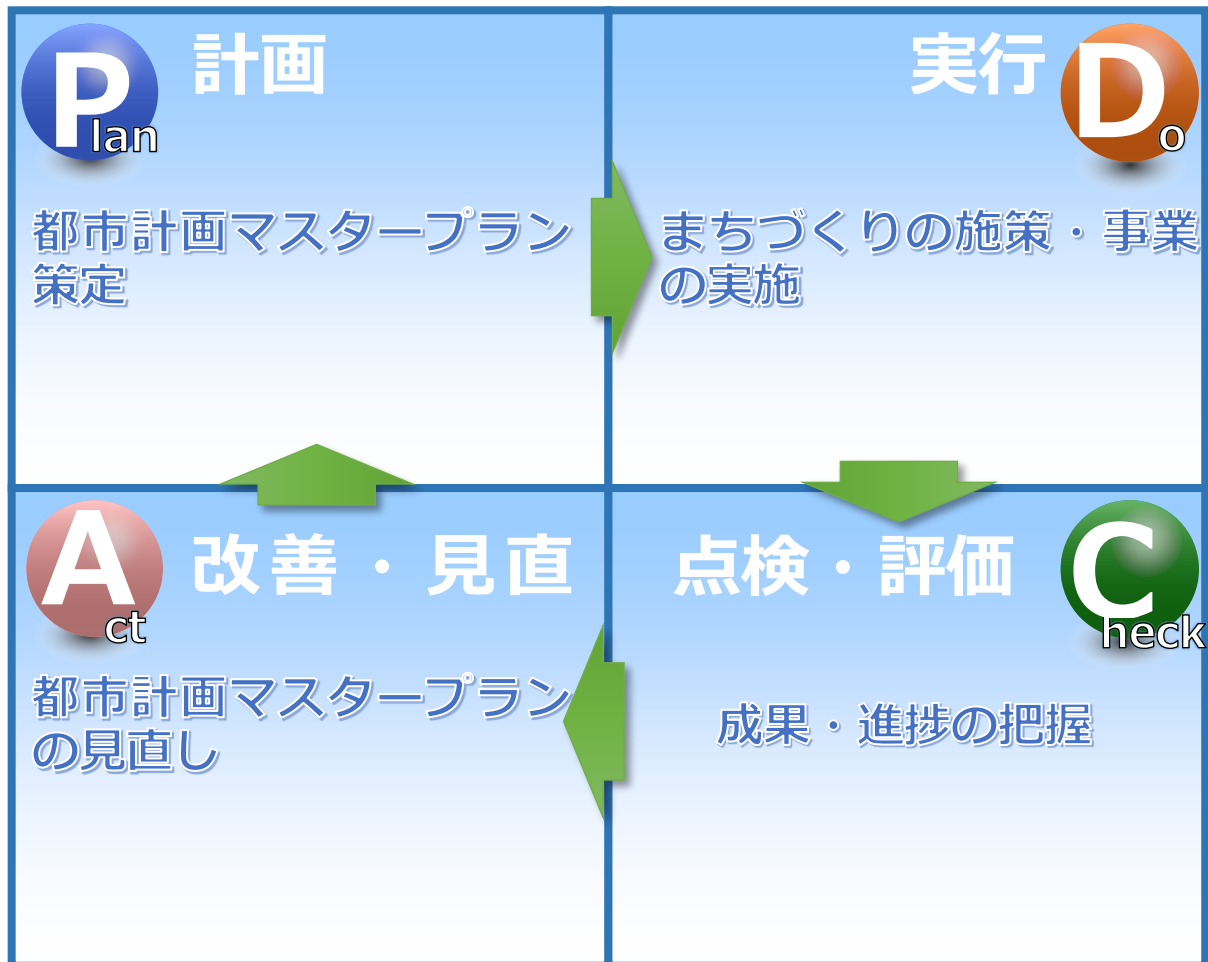 Plan
計画
都市計画マスタープラン
策定
実行
Do
まちづくりの施策・事業
の実施
Act
改善・見直
都市計画マスタープラン
の見直し
点検・評価
Check
成果・進捗の把握